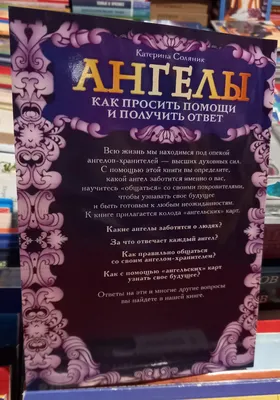 Катерина Соляник
АНГЕЛЫ
КАК ПРОСИТЬ ПОМОЩИ
И ПОЛУЧИТЬ ОТВЕТ
Всю жизнь мы находимся под опекой
ангелов-хранителей — высших духовных сил.
С помощью этой книги вы определите,
какой ангел заботится именно о вас,
научитесь «общаться» со своими покровителями,
чтобы узнавать свое будущее
и быть готовым к любым неожиданностям.
К книге прилагается колода «ангельских» карт.
Какие ангелы заботятся о людях?
За что отвечает каждый ангел?
Как правильно общаться
со своим ангелом-хранителем?
Как с помощью «ангельских» карт
узнать свое будущее?
Ответы на эти и многие другие вопросы
вы найдете в нашей книге.